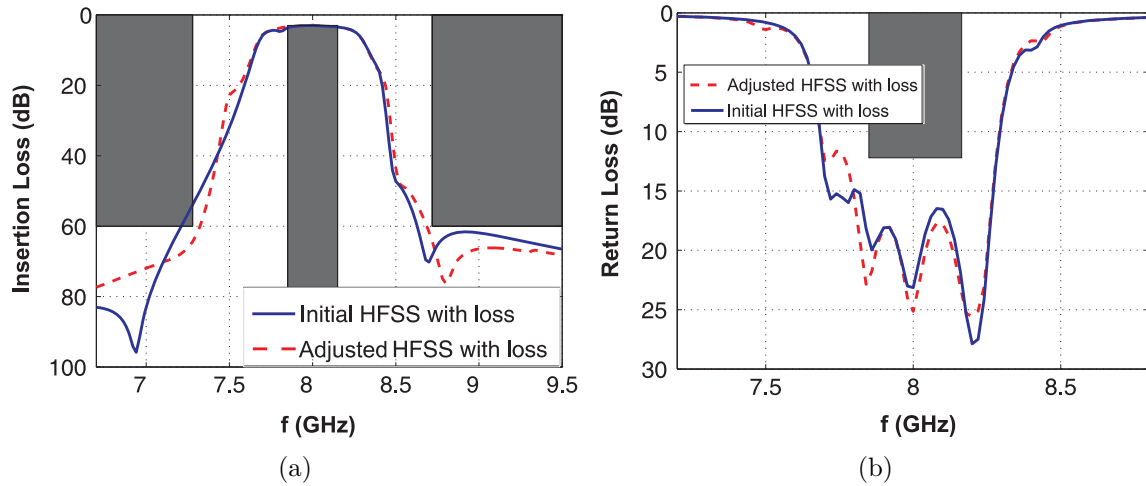 0
20
40
60
80
100
Insertion Loss (dB)
Initial HFSS with loss
Adjusted HFSS with loss
7
7.5
8
8.5
9
9.5
f (GHz)
(a)
0
5
10
15
20
25
30
Return Loss (dB)
Adjusted HFSS with loss
Initial HFSS with loss
7.5
8
8.5
f (GHz)
(b)